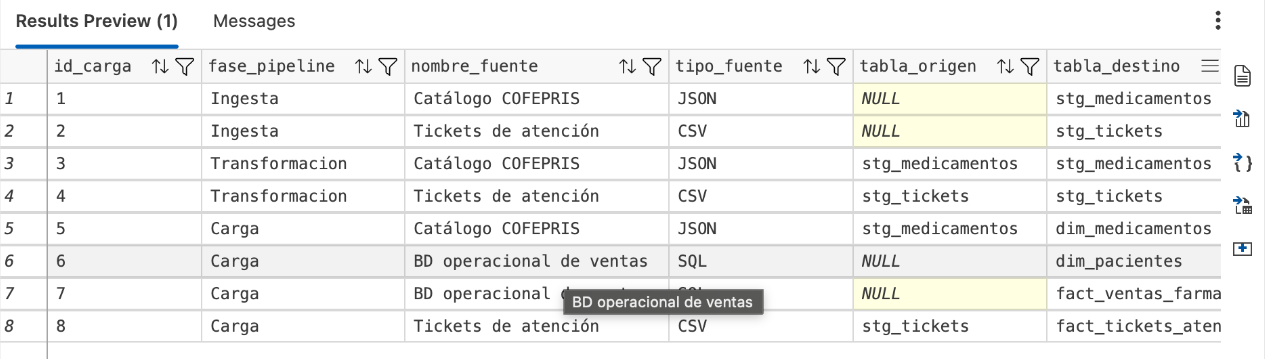 Results Preview (1) Messages
id_carga fase_pipeline nombre_fuente tipo_fuente tabla_origen tabla_destino
1 1 Ingesta Catálogo COFEPRIS JSON NULL stg_medicamentos
2 2 Ingesta Tickets de atención CSV NULL stg_tickets
3 3 Transformacion Catálogo COFEPRIS JSON stg_medicamentos stg_medicamentos
4 4 Transformacion Tickets de atención CSV stg_tickets stg_tickets
5 5 Carga Catálogo COFEPRIS JSON stg_medicamentos dim_medicamentos
6 6 Carga BD operacional de ventas SQL NULL dim_pacientes
7 7 Carga BD operacional NULL fact_ventas_farma
BD operacional de ventas
8 8 Carga Tickets de atención CSV stg_tickets fact_tickets_aten